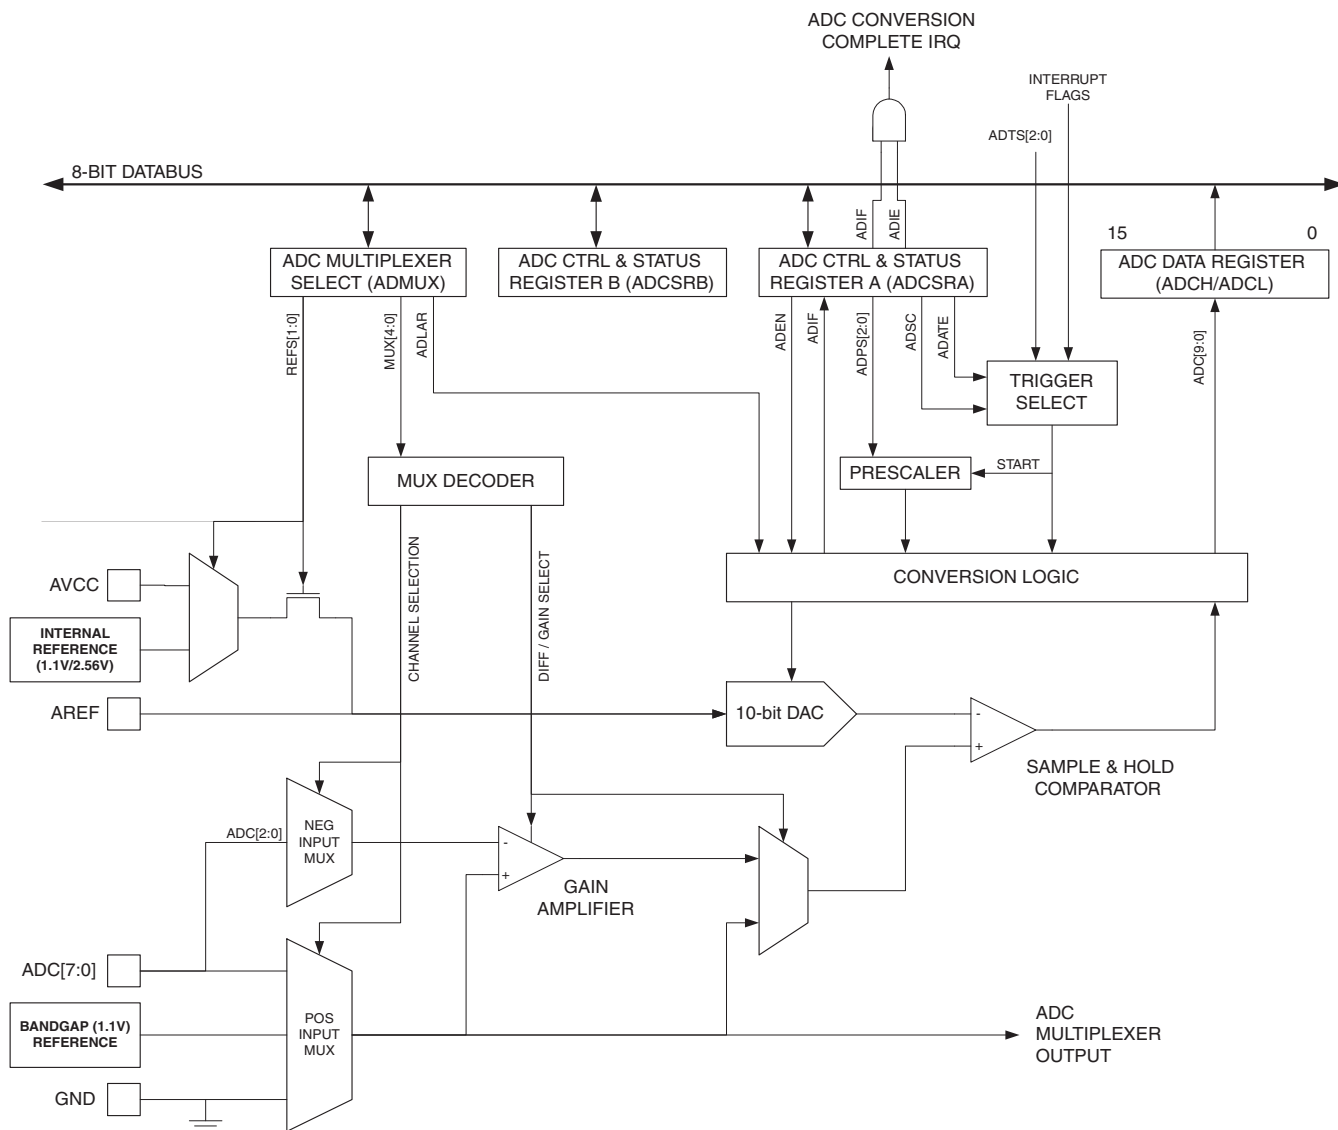 ADC CONVERSION
COMPLETE IRQ
INTERRUPT
FLAGS
ADTS[2:0]
8-BIT DATABUS
ADIF
ADIE
15
0
ADC MULTIPLEXER
SELECT (ADMUX)
ADC CTRL & STATUS
REGISTER B (ADCSRB)
ADC CTRL & STATUS
REGISTER A (ADCSRA)
ADC DATA REGISTER
(ADCH/ADCL)
REFS[1:0]
MUX[4:0]
ADLAR
ADEN
ADIF
ADPS[2:0]
ADSC
ADATE
ADC[9:0]
TRIGGER
SELECT
MUX DECODER
PRESCALER
START
CHANNEL SELECTION
DIFF / GAIN SELECT
CONVERSION LOGIC
AVCC
INTERNAL
REFERENCE
(1.1V/2.56V)
AREF
10-bit DAC
-
+
SAMPLE & HOLD
COMPARATOR
ADC[2:0]
NEG
INPUT
MUX
-
+
GAIN
AMPLIFIER
ADC[7:0]
BANDGAP (1.1V)
REFERENCE
POS
INPUT
MUX
ADC
MULTIPLEXER
OUTPUT
GND